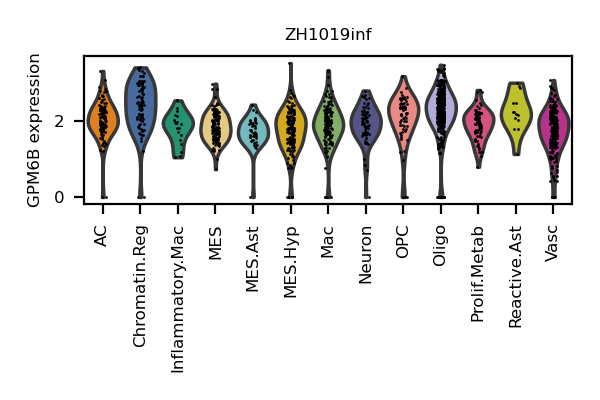 ZH1019inf
GPM6B expression
2
0
AC
Chromatin.Reg
Inflammatory.Mac
MES
MES.Ast
MES.Hyp
Mac
Neuron
OPC
Oligo
Prolif.Metab
Reactive.Ast
Vasc